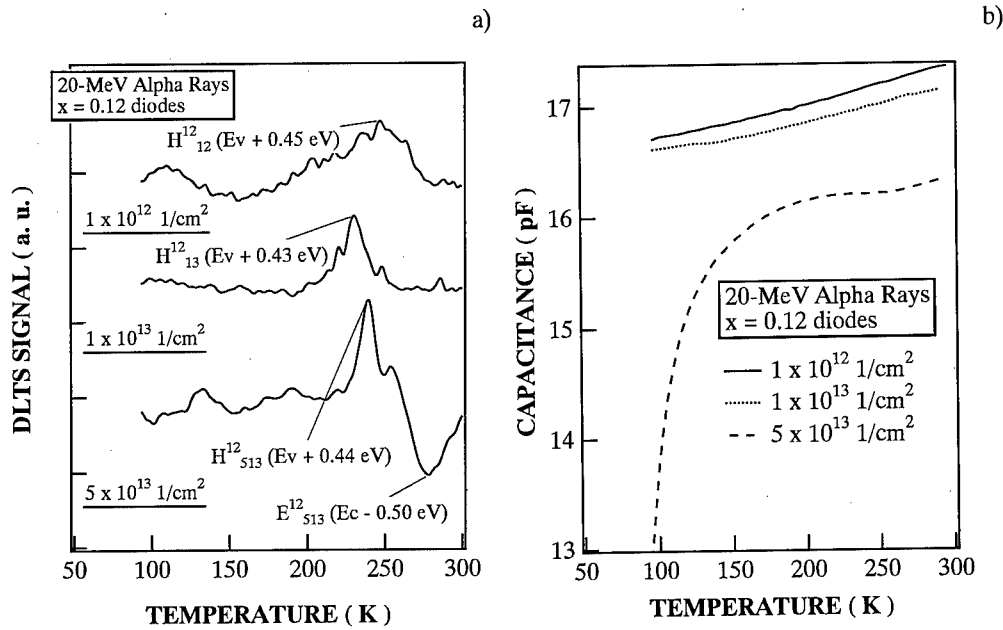 a)
20-MeV Alpha Rays
x = 0.12 diodes
H¹²₁₂ (Ev + 0.45 eV)
1 x 10¹² 1/cm²
H¹²₁₃ (Ev + 0.43 eV)
1 x 10¹³ 1/cm²
H¹²₅₁₃ (Ev + 0.44 eV)
5 x 10¹³ 1/cm²
E¹²₅₁₃ (Ec - 0.50 eV)
DLTS SIGNAL ( a. u. )
50 100 150 200 250 300
TEMPERATURE ( K )
b)
17
16
15
14
13
CAPACITANCE ( pF )
20-MeV Alpha Rays
x = 0.12 diodes
1 x 10¹² 1/cm²
1 x 10¹³ 1/cm²
5 x 10¹³ 1/cm²
50 100 150 200 250 300
TEMPERATURE ( K )